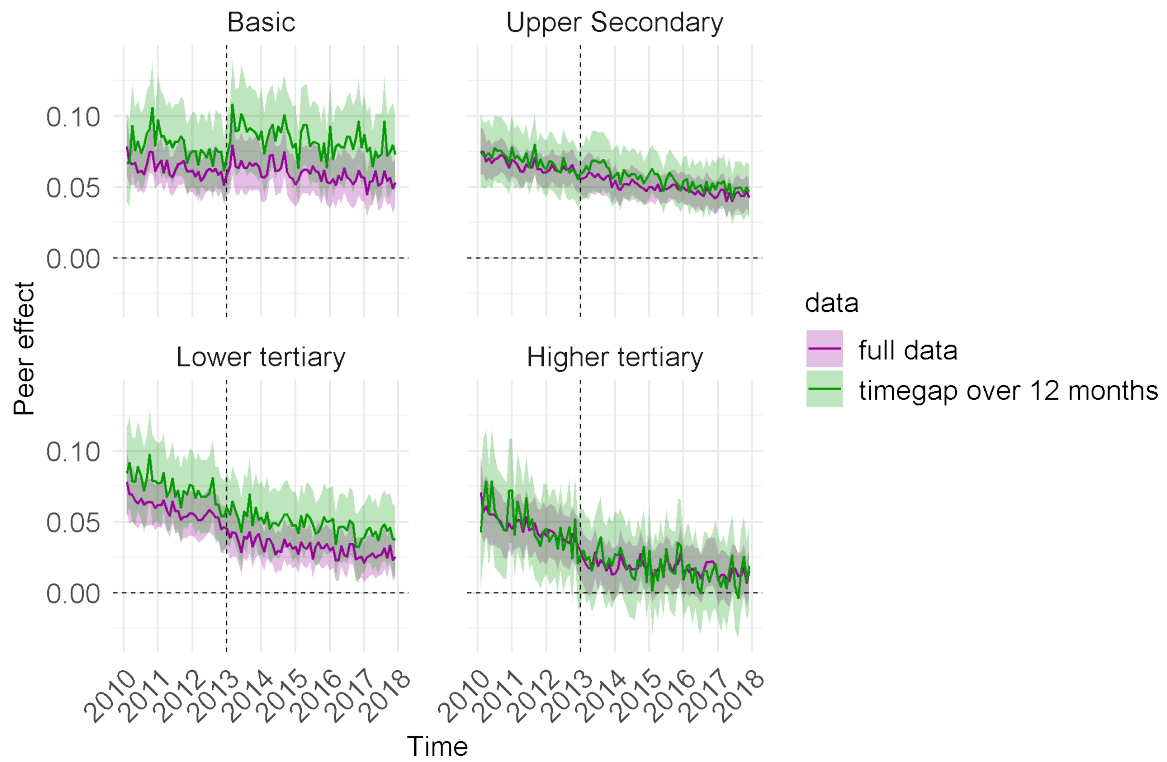 Basic
Upper Secondary
0.10
0.05
0.00
Peer effect
Lower tertiary
Higher tertiary
0.10
0.05
0.00
2010 2011 2012 2013 2014 2015 2016 2017 2018
2010 2011 2012 2013 2014 2015 2016 2017 2018
Time
data
full data
timegap over 12 months